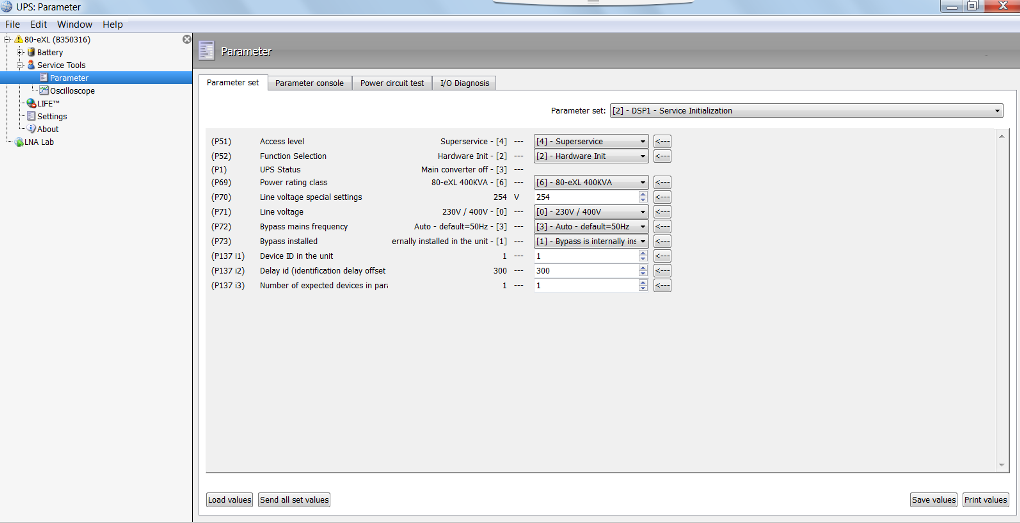 UPS: Parameter
File Edit Window Help
80-eXL (B350316)
Battery
Service Tools
Parameter
Oscilloscope
LIFE™
Settings
About
LNA Lab
Parameter
Parameter set Parameter console Power circuit test I/O Diagnosis
Parameter set: [2] - DSP1 - Service Initialization
(P51) Access level Superservice - [4] --- [4] - Superservice <---
(P52) Function Selection Hardware Init - [2] --- [2] - Hardware Init <---
(P1) UPS Status Main converter off - [3] ---
(P69) Power rating class 80-eXL 400KVA - [6] --- [6] - 80-eXL 400KVA <---
(P70) Line voltage special settings 254 V 254 <---
(P71) Line voltage 230V / 400V - [0] --- [0] - 230V / 400V <---
(P72) Bypass mains frequency Auto - default=50Hz - [3] --- [3] - Auto - default=50Hz <---
(P73) Bypass installed ernally installed in the unit - [1] --- [1] - Bypass is internally ins <---
(P137 i1) Device ID in the unit 1 --- 1 <---
(P137 i2) Delay id (identification delay offset 300 --- 300 <---
(P137 i3) Number of expected devices in para 1 --- 1 <---
Load values Send all set values Save values Print values